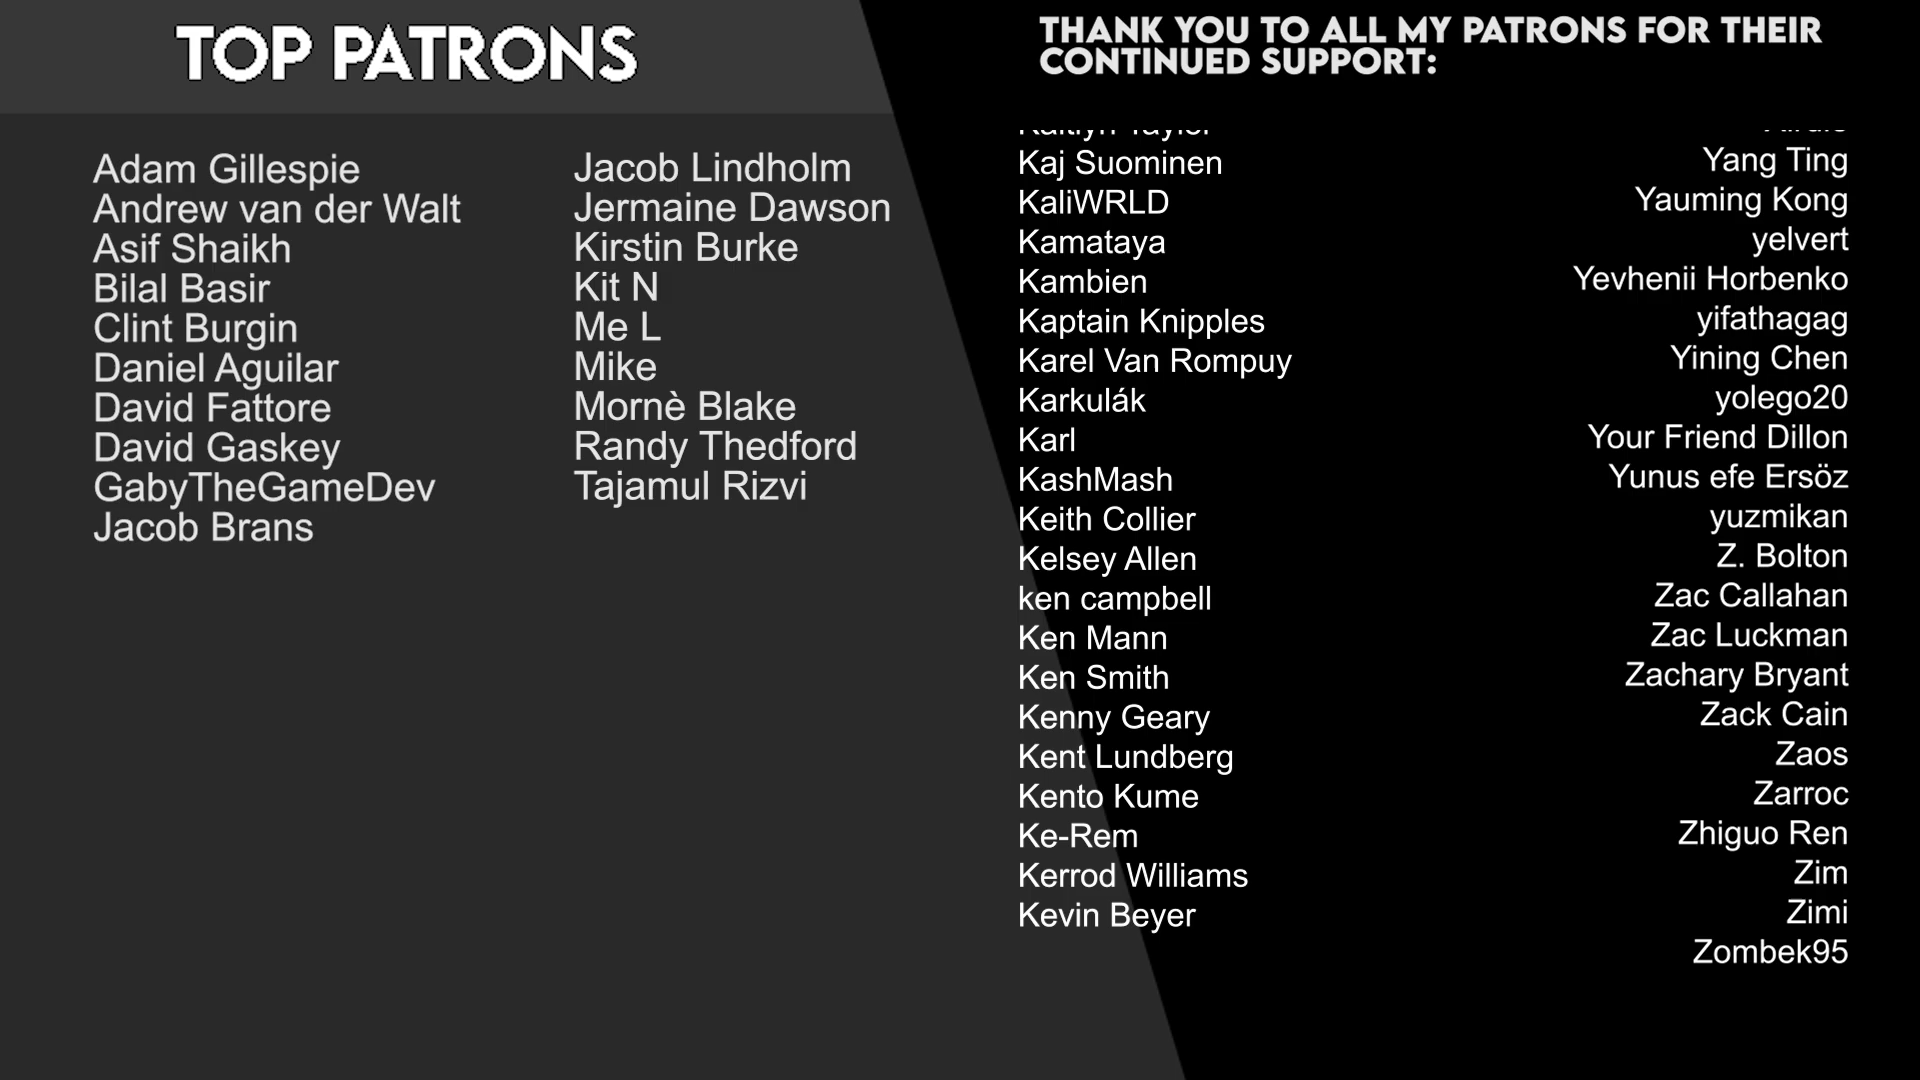 TOP PATRONS
Adam Gillespie
Andrew van der Walt
Asif Shaikh
Bilal Basir
Clint Burgin
Daniel Aguilar
David Fattore
David Gaskey
GabyTheGameDev
Jacob Brans
Jacob Lindholm
Jermaine Dawson
Kirstin Burke
Kit N
Me L
Mike
Mornè Blake
Randy Thedford
Tajamul Rizvi
THANK YOU TO ALL MY PATRONS FOR THEIR
CONTINUED SUPPORT:
Kaj Suominen
KaliWRLD
Kamataya
Kambien
Kaptain Knipples
Karel Van Rompuy
Karkulák
Karl
KashMash
Keith Collier
Kelsey Allen
ken campbell
Ken Mann
Ken Smith
Kenny Geary
Kent Lundberg
Kento Kume
Ke-Rem
Kerrod Williams
Kevin Beyer
Yang Ting
Yauming Kong
yelvert
Yevhenii Horbenko
yifathagag
Yining Chen
yolego20
Your Friend Dillon
Yunus efe Ersöz
yuzmikan
Z. Bolton
Zac Callahan
Zac Luckman
Zachary Bryant
Zack Cain
Zaos
Zarroc
Zhiguo Ren
Zim
Zimi
Zombek95